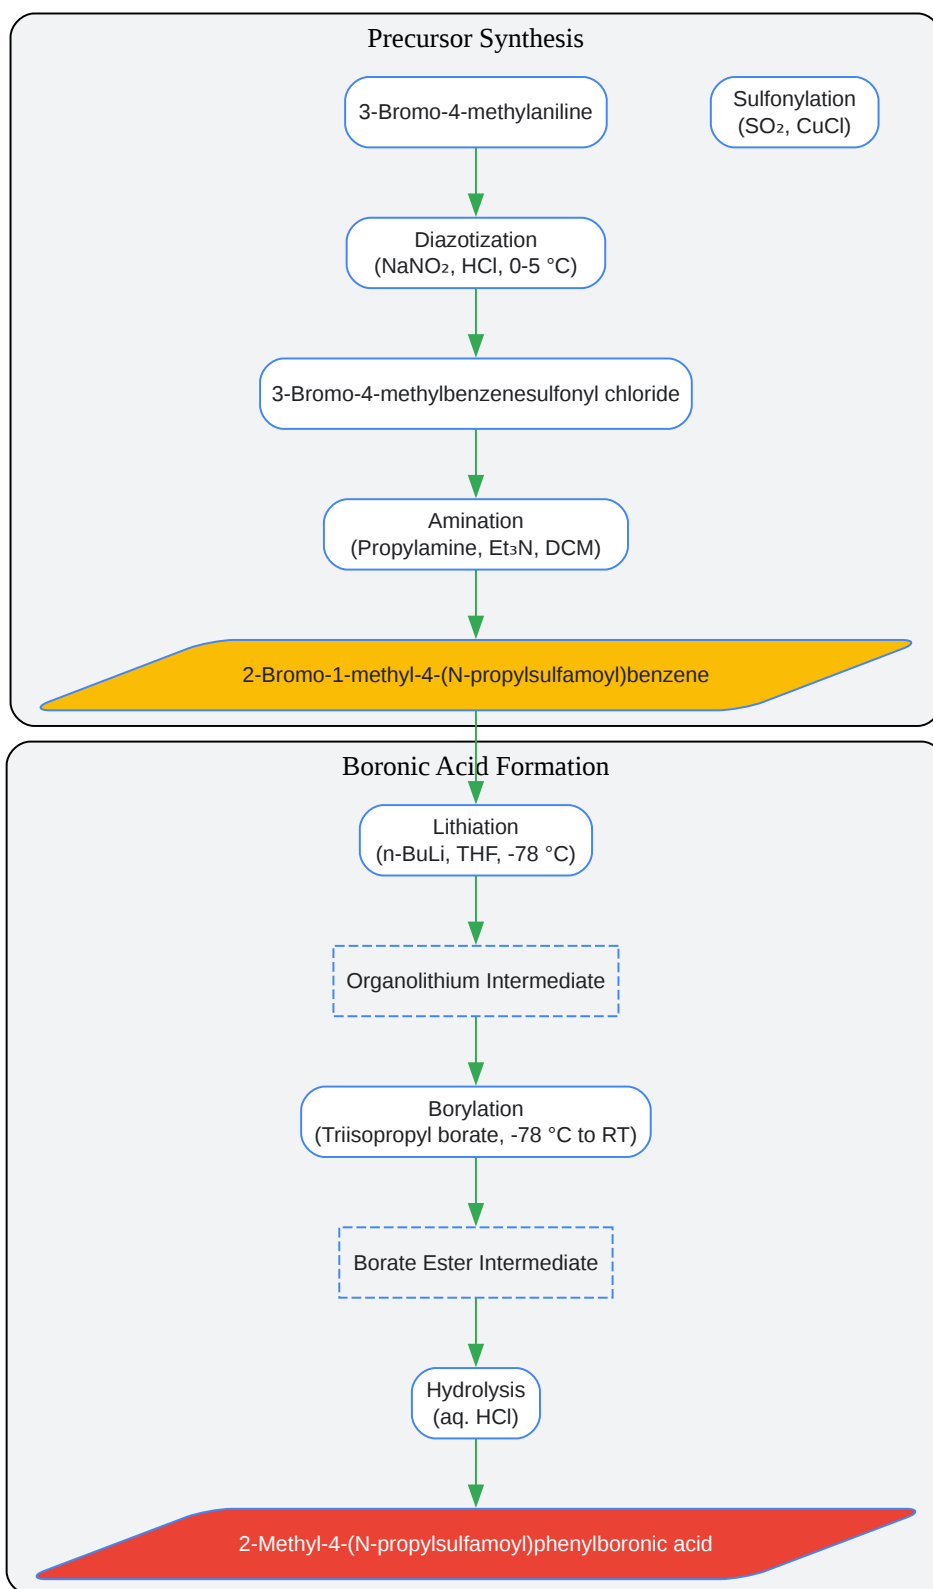 Precursor Synthesis
3-Bromo-4-methylaniline
Sulfonylation
(SO₂, CuCl)
Diazotization
(NaNO₂, HCl, 0-5 °C)
3-Bromo-4-methylbenzenesulfonyl chloride
Amination
(Propylamine, Et₃N, DCM)
2-Bromo-1-methyl-4-(N-propylsulfamoyl)benzene
Boronic Acid Formation
Lithiation
(n-BuLi, THF, -78 °C)
Organolithium Intermediate
Borylation
(Triisopropyl borate, -78 °C to RT)
Borate Ester Intermediate
Hydrolysis
(aq. HCl)
2-Methyl-4-(N-propylsulfamoyl)phenylboronic acid